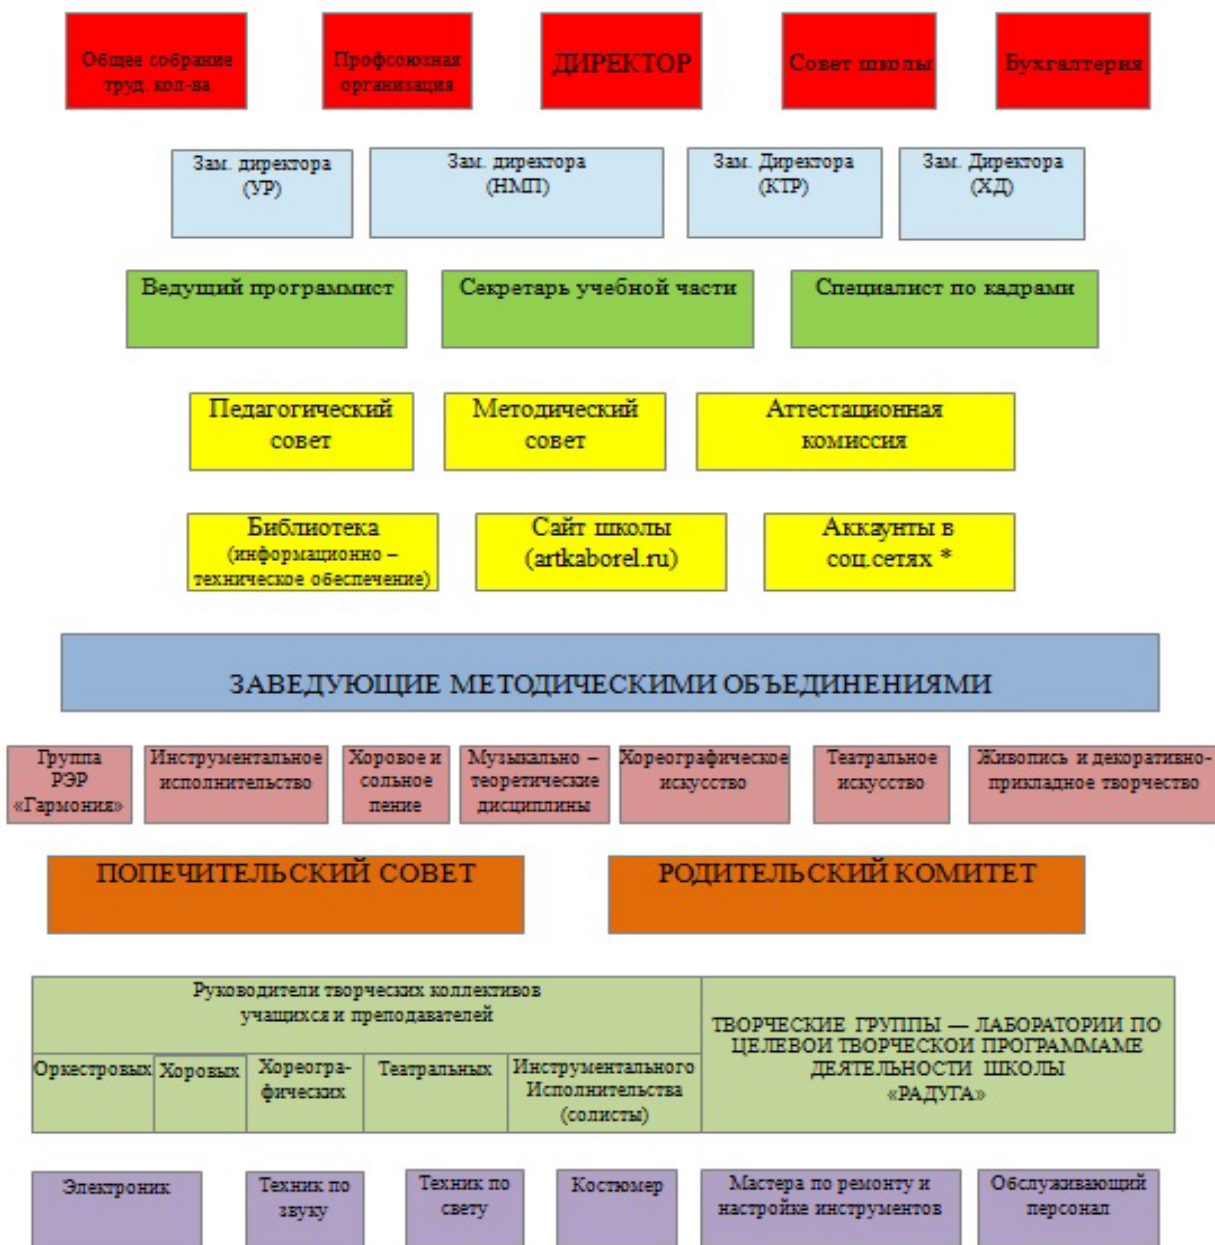 Общее собрание
труд. кол-ва
Профсоюзная
организация
ДИРЕКТОР
Совет школы
Бухгалтерия
Зам. директора
(УР)
Зам. директора
(НМП)
Зам. Директора
(КТР)
Зам. Директора
(ХД)
Ведущий программист
Секретарь учебной части
Специалист по кадрами
Педагогический
совет
Методический
совет
Аттестационная
комиссия
Библиотека
(информационно –
техническое обеспечение)
Сайт школы
(artkaborel.ru)
Аккаунты в
соц.сетях *
ЗАВЕДУЮЩИЕ МЕТОДИЧЕСКИМИ ОБЪЕДИНЕНИЯМИ
Группа
РЭР
«Гармония»
Инструментальное
исполнительство
Хоровое и
сольное
пение
Музыкально –
теоретические
дисциплины
Хореографическое
искусство
Театральное
искусство
Живопись и декоративно-
прикладное творчество
ПОПЕЧИТЕЛЬСКИЙ СОВЕТ
РОДИТЕЛЬСКИЙ КОМИТЕТ
Руководители творческих коллективов
учащихся и преподавателей
Оркестровых
Хоровых
Хореогра-
фических
Театральных
Инструментального
Исполнительства
(солисты)
ТВОРЧЕСКИЕ ГРУППЫ — ЛАБОРАТОРИИ ПО
ЦЕЛЕВОЙ ТВОРЧЕСКОЙ ПРОГРАММАМЕ
ДЕЯТЕЛЬНОСТИ ШКОЛЫ
«РАДУГА»
Электроник
Техник по
звуку
Техник по
свету
Костюмер
Мастера по ремонту и
настройке инструментов
Обслуживающий
персонал